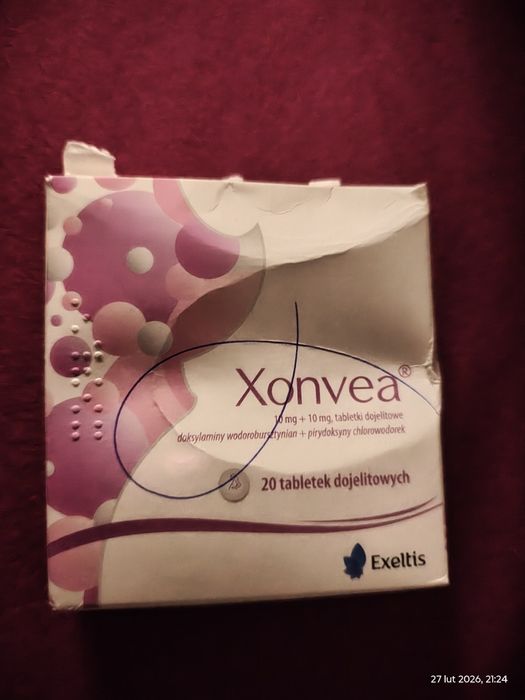 Xonvea®
10 mg + 10 mg, tabletki dojelitowe
doksylaminy wodorobursztynian + pirydoksyny chlorowodorek
20 tabletek dojelitowych
Exeltis
27 lut 2026, 21:24